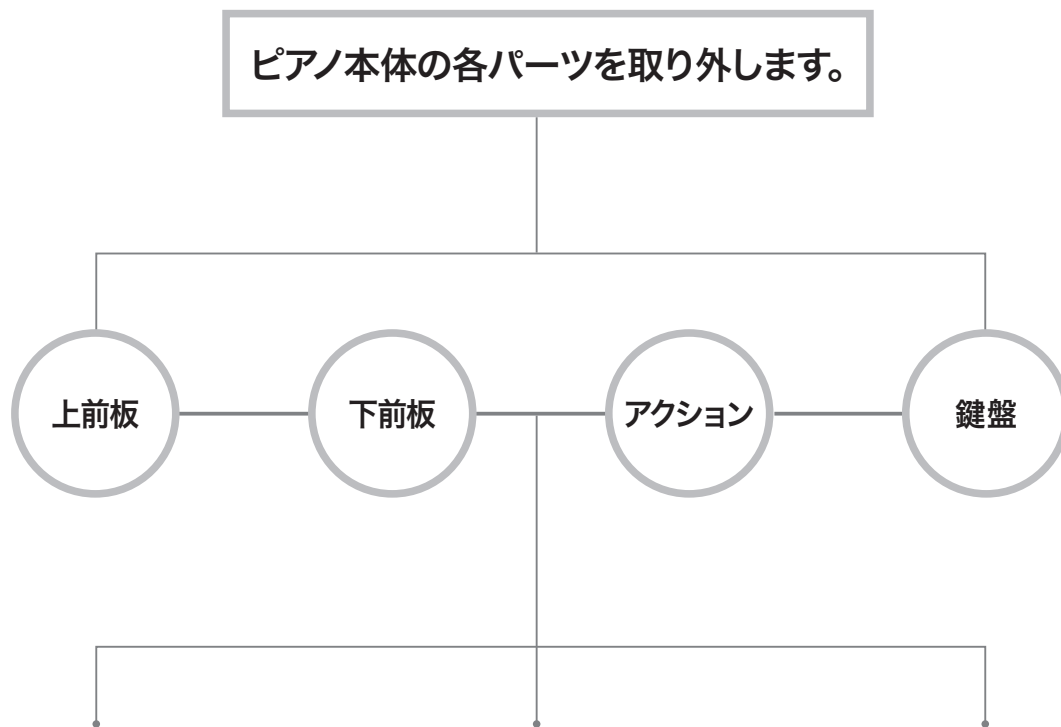 ピアノ本体の各パーツを取り外します。
上前板
下前板
アクション
鍵盤